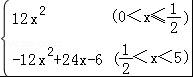 12x² (0<x≤1/2)
-12x²+24x-6 (1/2<x<5)